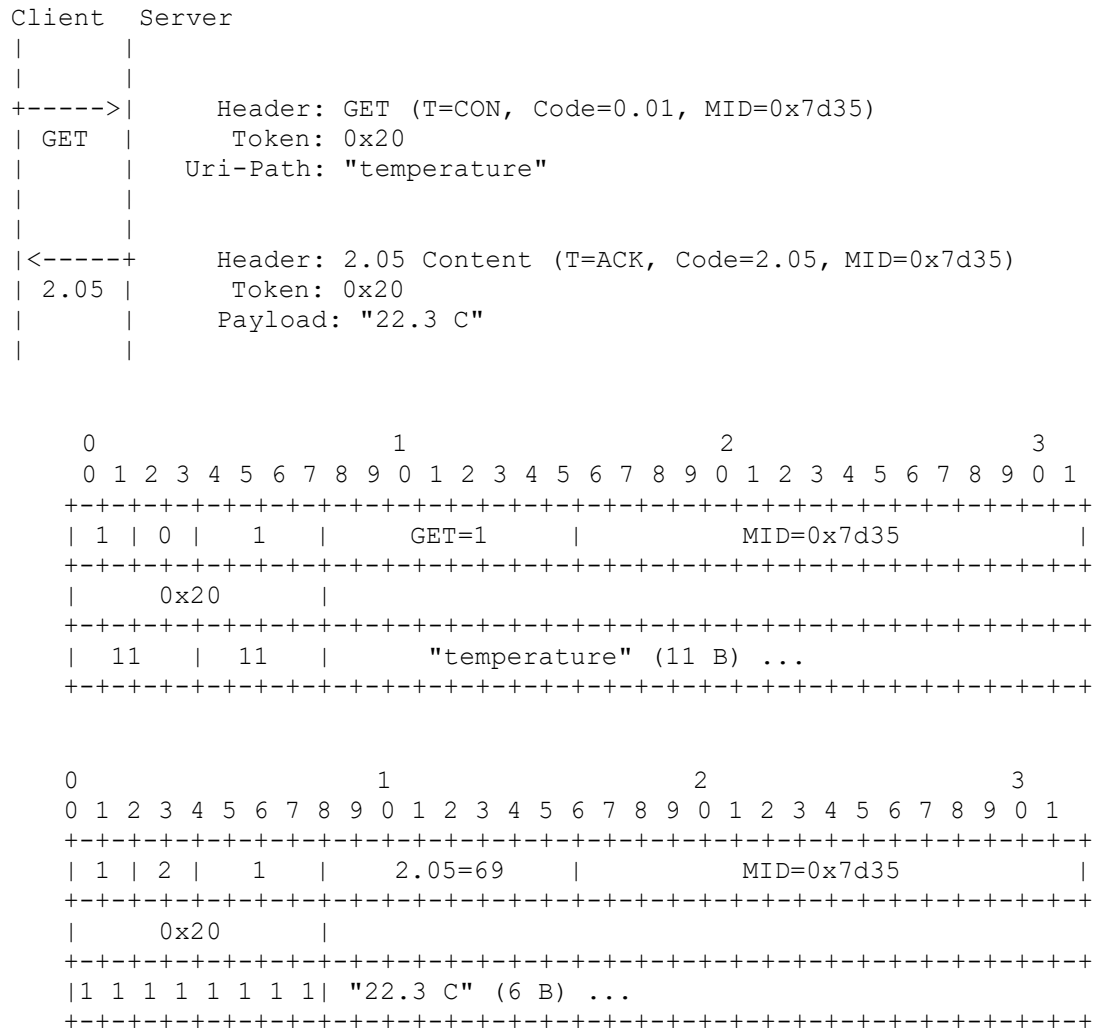 Client  Server
|      |
|      |
+----->|     Header: GET (T=CON, Code=0.01, MID=0x7d35)
| GET  |      Token: 0x20
|      |   Uri-Path: "temperature"
|      |
|      |
|<-----+     Header: 2.05 Content (T=ACK, Code=2.05, MID=0x7d35)
| 2.05 |      Token: 0x20
|      |     Payload: "22.3 C"
|      |
 0                   1                   2                   3
 0 1 2 3 4 5 6 7 8 9 0 1 2 3 4 5 6 7 8 9 0 1 2 3 4 5 6 7 8 9 0 1
+-+-+-+-+-+-+-+-+-+-+-+-+-+-+-+-+-+-+-+-+-+-+-+-+-+-+-+-+-+-+-+-+
| 1 | 0 |   1   |     GET=1     |          MID=0x7d35           |
+-+-+-+-+-+-+-+-+-+-+-+-+-+-+-+-+-+-+-+-+-+-+-+-+-+-+-+-+-+-+-+-+
|     0x20      |
+-+-+-+-+-+-+-+-+-+-+-+-+-+-+-+-+-+-+-+-+-+-+-+-+-+-+-+-+-+-+-+-+
|  11   |  11   |      "temperature" (11 B) ...
+-+-+-+-+-+-+-+-+-+-+-+-+-+-+-+-+-+-+-+-+-+-+-+-+-+-+-+-+-+-+-+-+
0                   1                   2                   3
0 1 2 3 4 5 6 7 8 9 0 1 2 3 4 5 6 7 8 9 0 1 2 3 4 5 6 7 8 9 0 1
+-+-+-+-+-+-+-+-+-+-+-+-+-+-+-+-+-+-+-+-+-+-+-+-+-+-+-+-+-+-+-+-+
| 1 | 2 |   1   |    2.05=69    |          MID=0x7d35           |
+-+-+-+-+-+-+-+-+-+-+-+-+-+-+-+-+-+-+-+-+-+-+-+-+-+-+-+-+-+-+-+-+
|     0x20      |
+-+-+-+-+-+-+-+-+-+-+-+-+-+-+-+-+-+-+-+-+-+-+-+-+-+-+-+-+-+-+-+-+
|1 1 1 1 1 1 1 1| "22.3 C" (6 B) ...
+-+-+-+-+-+-+-+-+-+-+-+-+-+-+-+-+-+-+-+-+-+-+-+-+-+-+-+-+-+-+-+-+